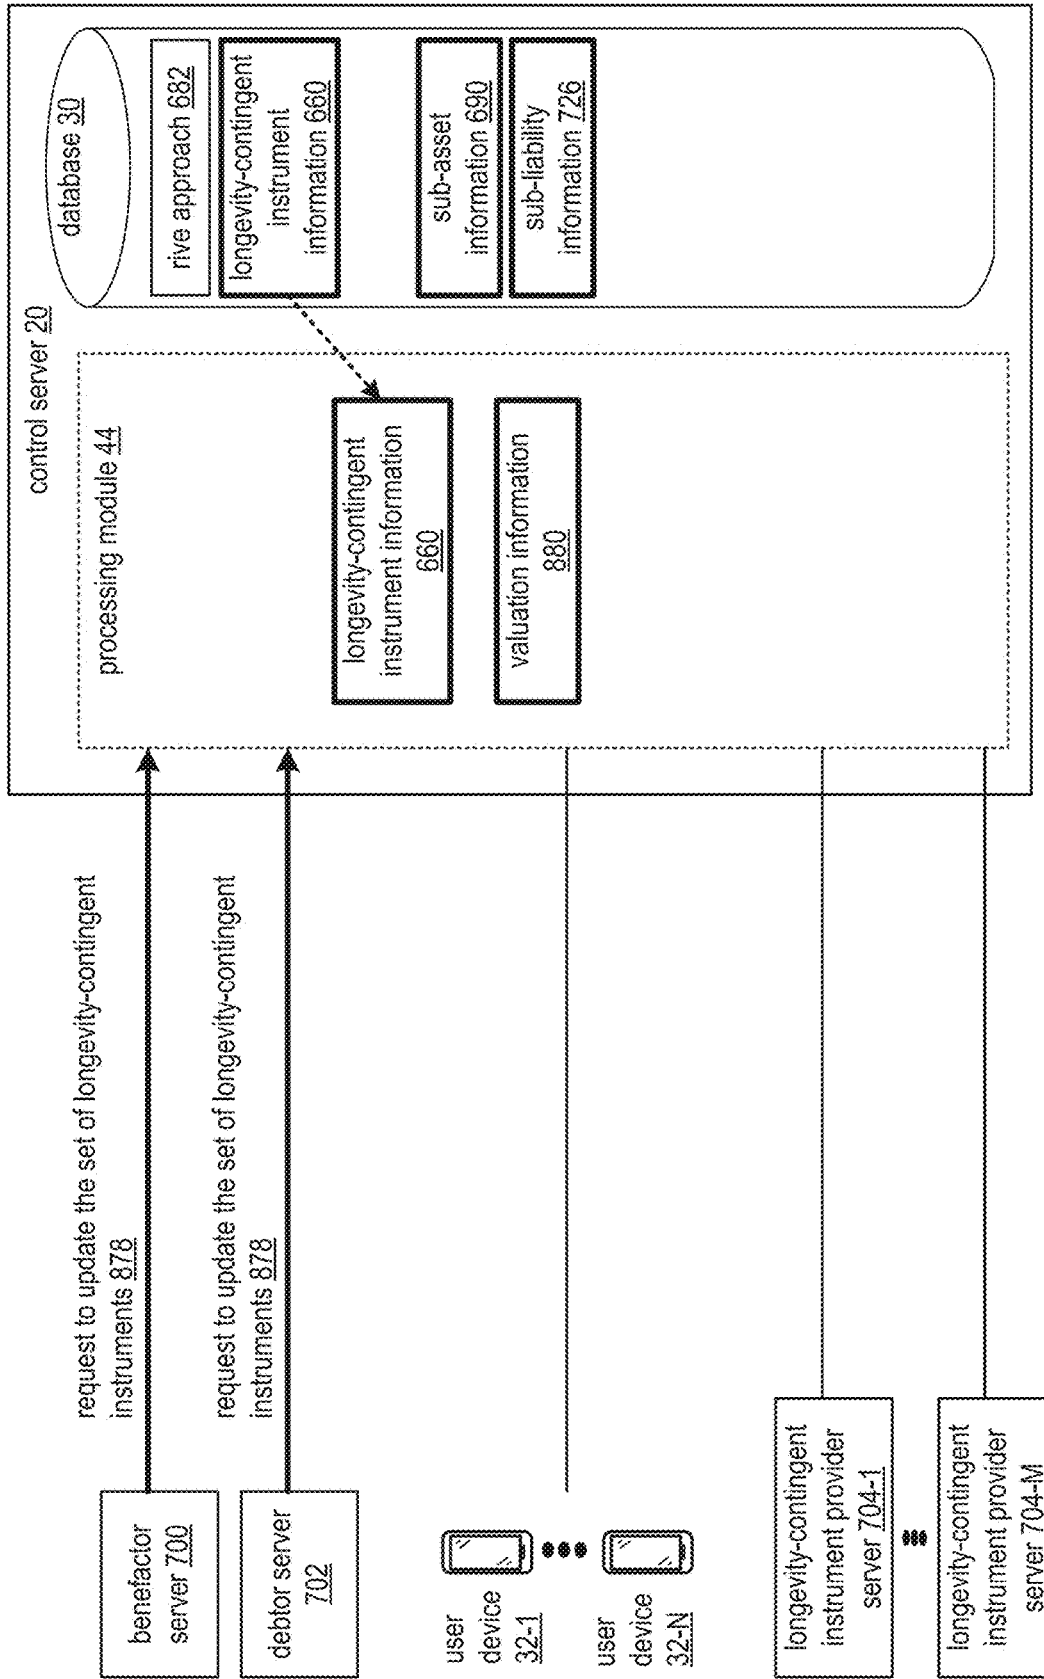 control server 20
database 30
rive approach 682
longevity-contingent
instrument
information 660
sub-asset
information 690
sub-liability
information 726
processing module 44
longevity-contingent
instrument information
660
valuation information
880
request to update the set of longevity-contingent
instruments 878
request to update the set of longevity-contingent
instruments 878
benefactor
server 700
debtor server
702
user
device
32-1
user
device
32-N
longevity-contingent
instrument provider
server 704-1
longevity-contingent
instrument provider
server 704-M